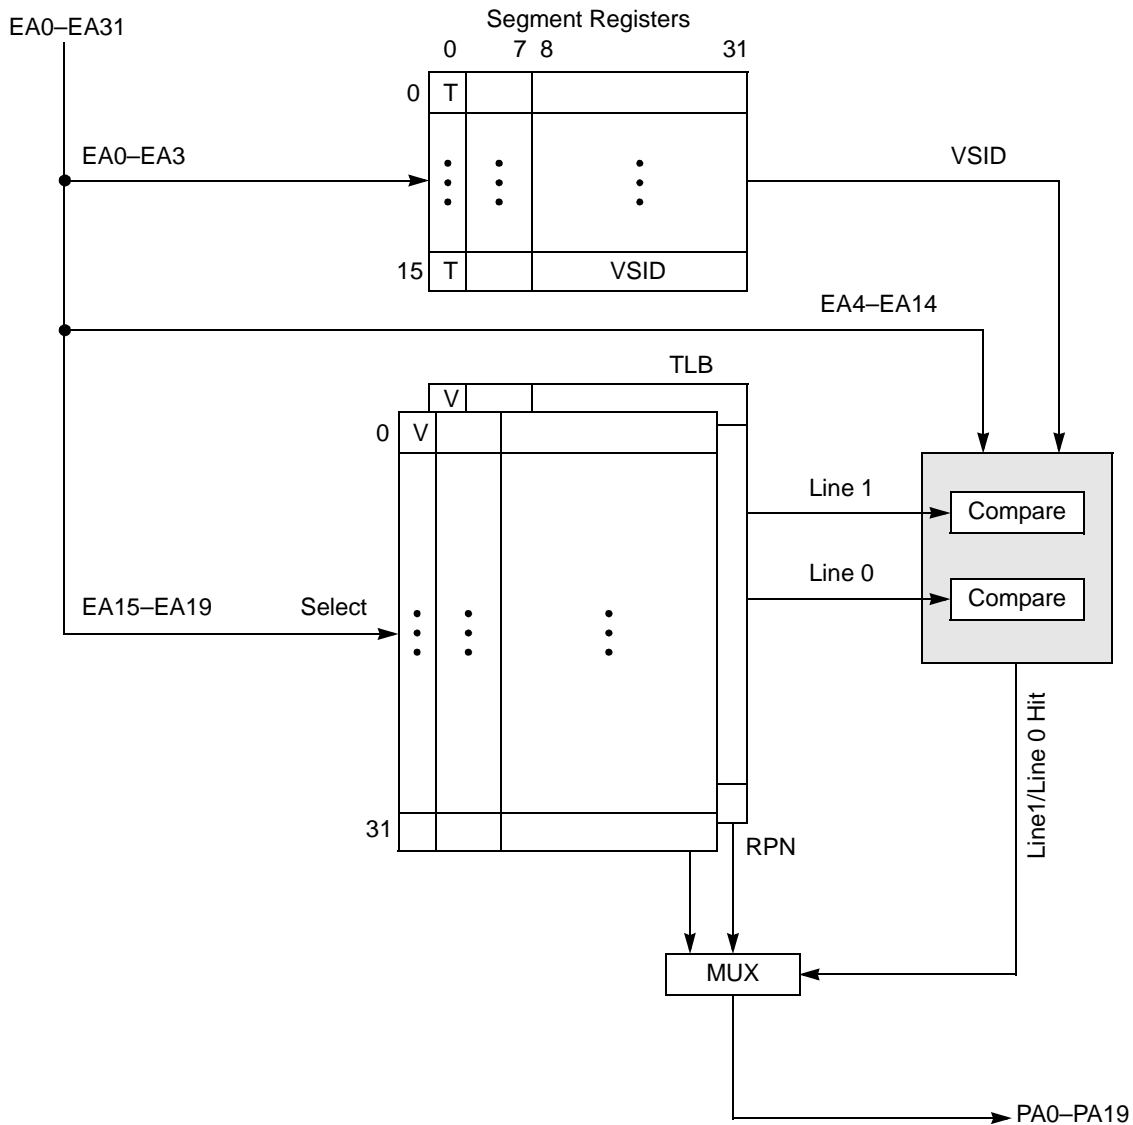 Segment Registers
EA0–EA31
0 7 8 31
0 T
EA0–EA3
VSID
15 T VSID
EA4–EA14
TLB
V
0 V
Line 1
Compare
Line 0
Compare
EA15–EA19 Select
Line1/Line 0 Hit
31
RPN
MUX
PA0–PA19